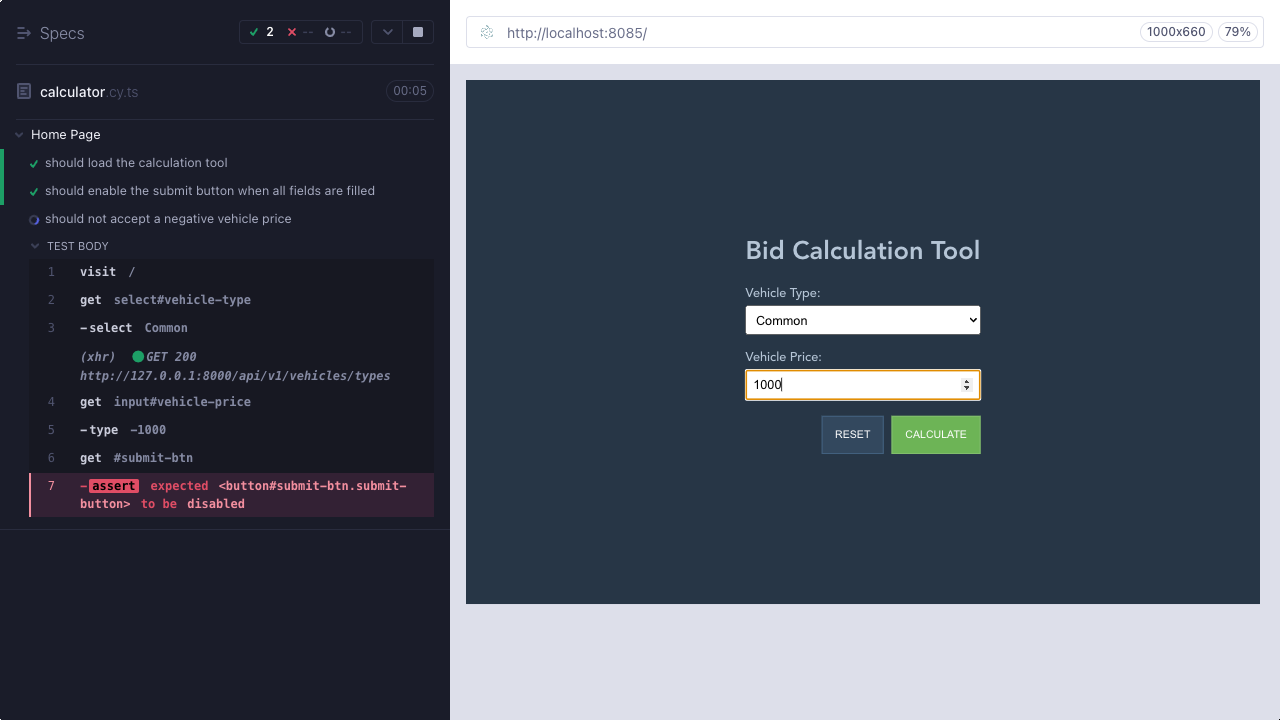 Specs
2 -- --
calculator.cy.ts 00:05
Home Page
should load the calculation tool
should enable the submit button when all fields are filled
should not accept a negative vehicle price
TEST BODY
1 visit /
2 get select#vehicle-type
3 -select Common
(xhr) GET 200
http://127.0.0.1:8000/api/v1/vehicles/types
4 get input#vehicle-price
5 -type -1000
6 get #submit-btn
7 -assert expected <button#submit-btn.submit-
button> to be disabled
http://localhost:8085/ 1000x660 79%
Bid Calculation Tool
Vehicle Type:
Common
Vehicle Price:
1000
RESET CALCULATE